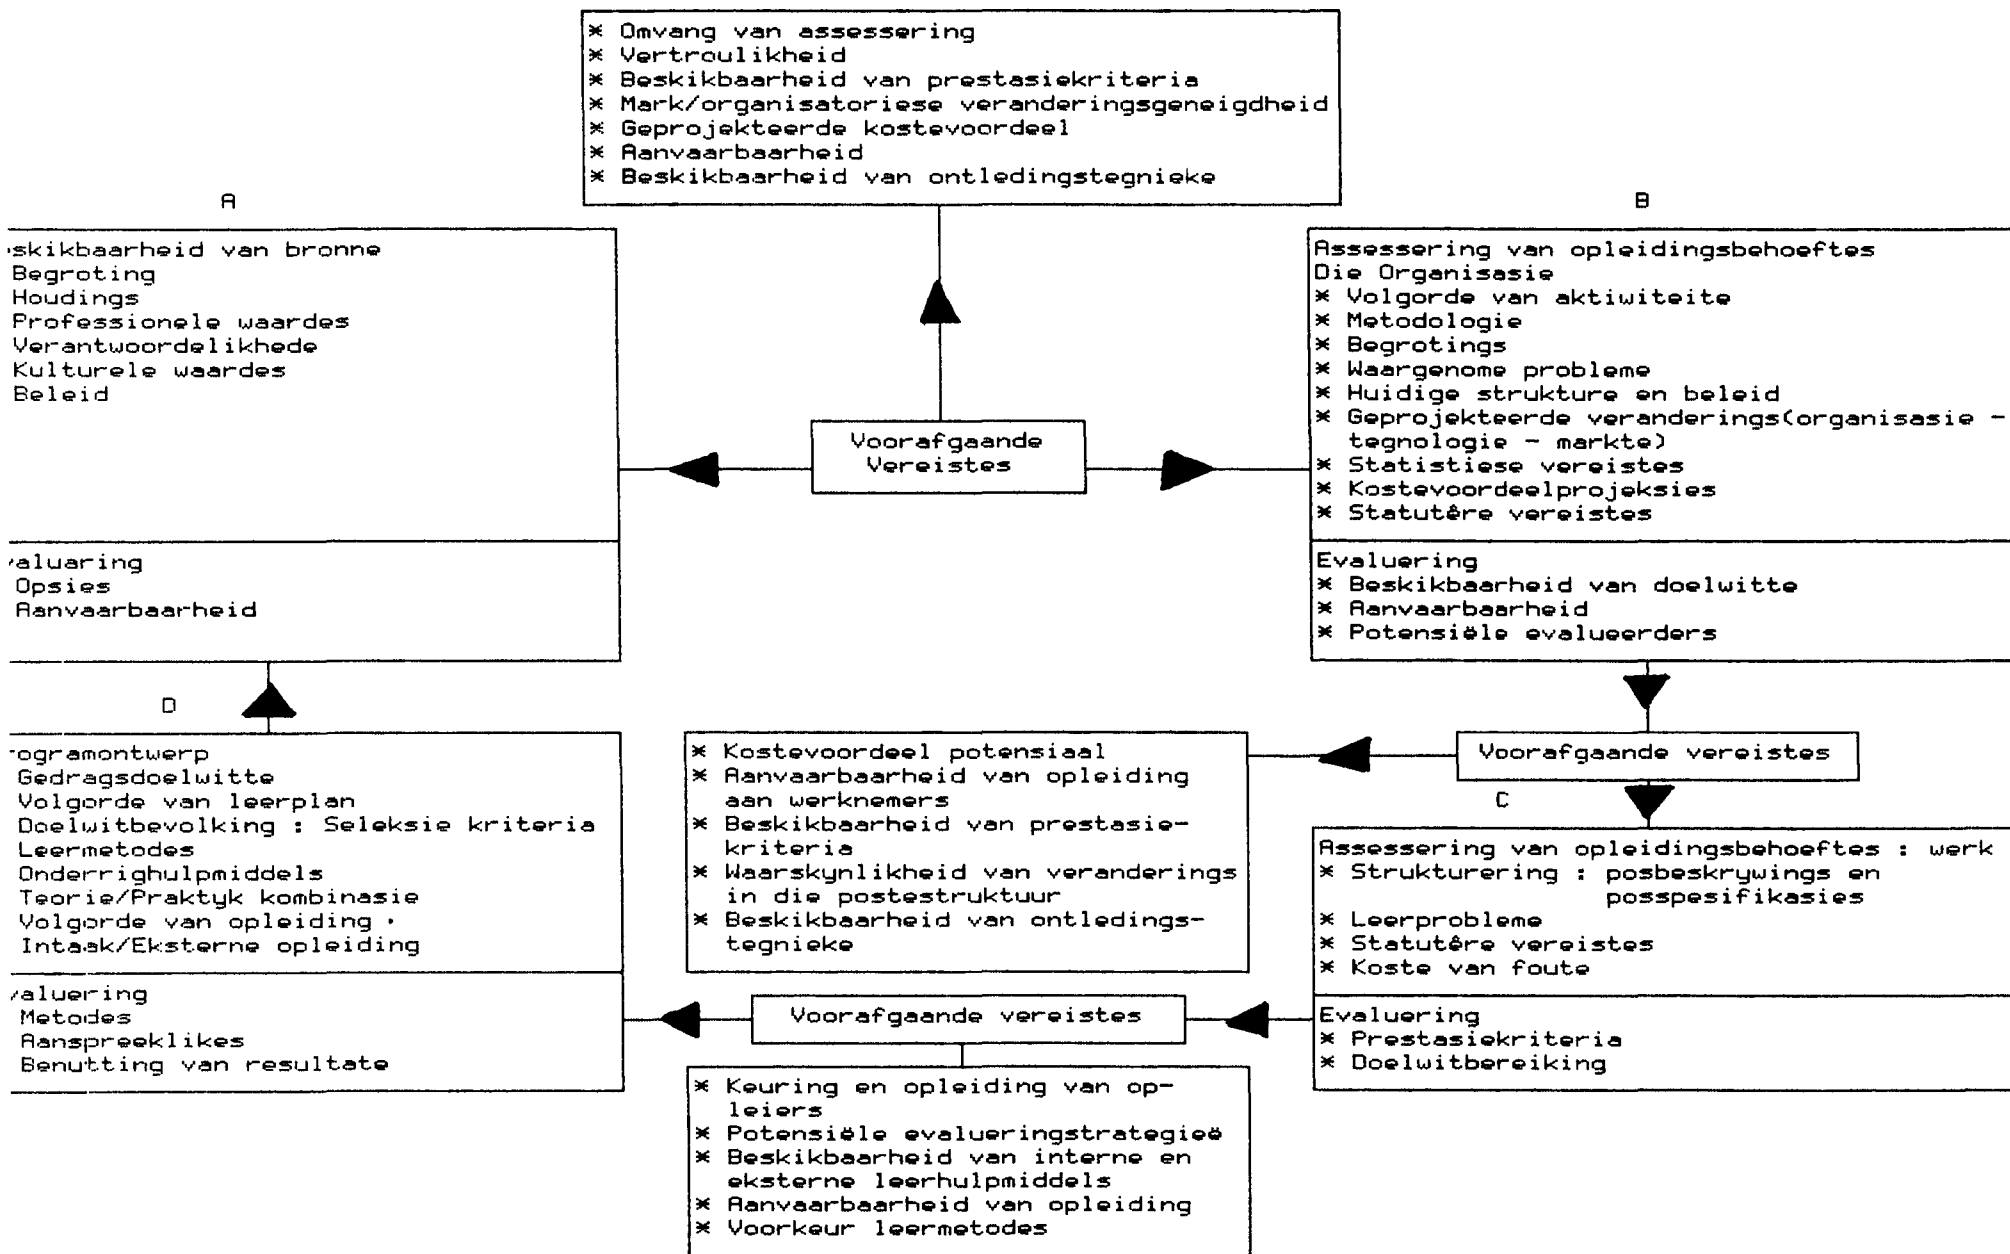 * Omvang van assessering
* Vertroulikheid
* Beskikbaarheid van prestasiekriteria
* Mark/organisatoriese veranderingsgeneigdheid
* Geprojekteerde kostevoordeel
* Aanvaarbaarheid
* Beskikbaarheid van ontledingstegnieke
A
skikbaarheid van bronne
Begroting
Houdings
Professionele waardes
Verantwoordelikhede
Kulturele waardes
Beleid
valuaring
Opsies
Aanvaarbaarheid
Voorafgaande
Vereistes
B
Assessering van opleidingsbehoeftes
Die Organisasie
* Volgorde van aktiwiteite
* Metodologie
* Begrotings
* Waargenome probleme
* Huidige strukture en beleid
* Geprojekteerde veranderings(organisasie -
tegnologie - markte)
* Statistiese vereistes
* Kostevoordeelprojeksies
* Statutêre vereistes
Evaluering
* Beskikbaarheid van doelwitte
* Aanvaarbaarheid
* Potensiële evalueerders
Voorafgaande vereistes
* Kostevoordeel potensiaal
* Aanvaarbaarheid van opleiding
aan werknemers
* Beskikbaarheid van prestasie-
kriteria
* Waarskynlikheid van veranderings
in die postestruktuur
* Beskikbaarheid van ontledings-
tegnieke
C
Assessering van opleidingsbehoeftes : werk
* Strukturering : posbeskrywings en
posspesifikasies
* Leerprobleme
* Statutêre vereistes
* Koste van foute
Evaluering
* Prestasiekriteria
* Doelwitbereiking
Voorafgaande vereistes
* Keuring en opleiding van op-
leiers
* Potensiële evalueringstrategieë
* Beskikbaarheid van interne en
eksterne leerhulpmiddels
* Aanvaarbaarheid van opleiding
* Voorkeur leermetodes
D
rogramontwerp
Gedragsdoelwitte
Volgorde van leerplan
Doelwitbevolking : Seleksie kriteria
Leermetodes
Onderrighulpmiddels
Teorie/Praktyk kombinasie
Volgorde van opleiding
Intaak/Eksterne opleiding
valuering
Metodes
Aanspreeklikes
Benutting van resultate